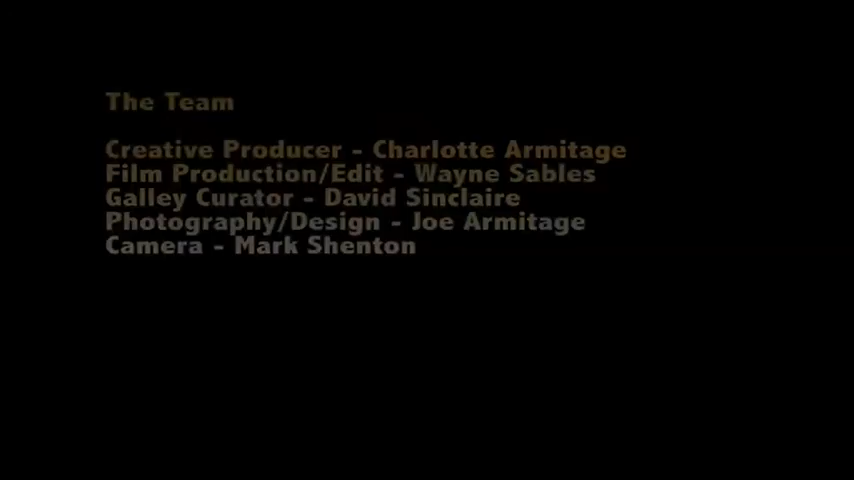 The Team
Creative Producer - Charlotte Armitage
Film Production/Edit - Wayne Sables
Galley Curator - David Sinclaire
Photography/Design - Joe Armitage
Camera - Mark Shenton